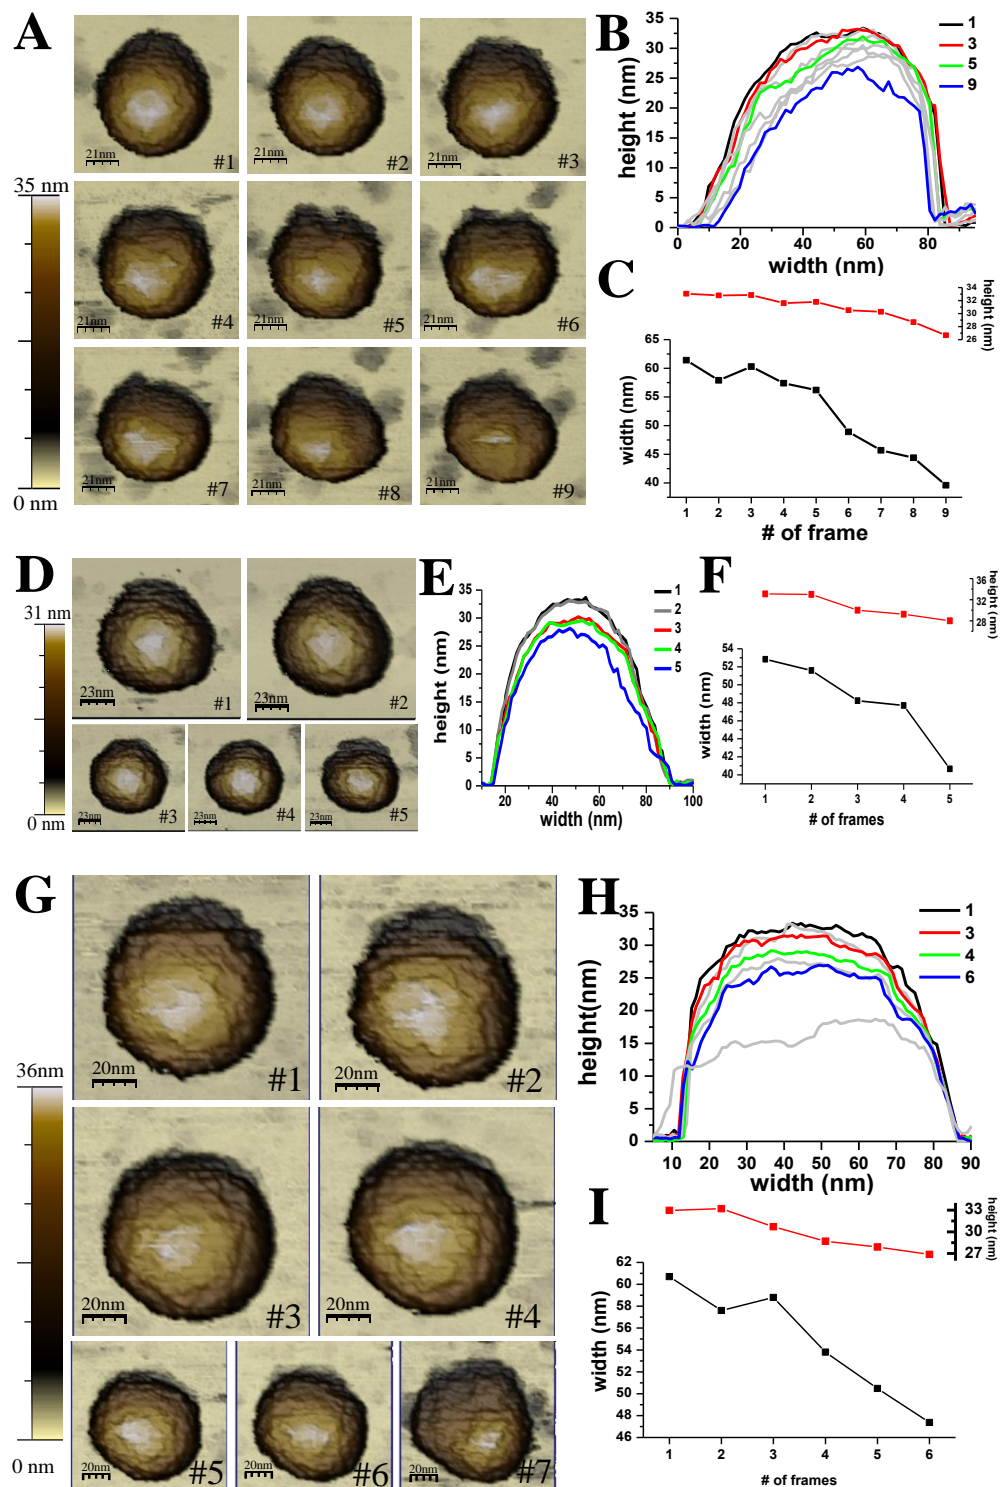 A
#1
#2
#3
21nm
21nm
21nm
35 nm
0 nm
#4
#5
#6
21nm
21nm
21nm
#7
#8
#9
21nm
21nm
21nm
B
height (nm)
35
30
25
20
15
10
5
0
0 20 40 60 80
width (nm)
1
3
5
9
C
34
32
30
28
26
height (nm)
width (nm)
65
60
55
50
45
40
1 2 3 4 5 6 7 8 9
# of frame
D
31 nm
0 nm
23nm
#1
23nm
#2
23nm
#3
23nm
#4
23nm
#5
E
height (nm)
35
30
25
20
15
10
5
0
20 40 60 80 100
width (nm)
1
2
3
4
5
F
36
32
28
height (nm)
width (nm)
54
52
50
48
46
44
42
40
1 2 3 4 5
# of frames
G
36nm
0 nm
20nm
#1
20nm
#2
20nm
#3
20nm
#4
20nm
#5
20nm
#6
20nm
#7
H
height(nm)
35
30
25
20
15
10
5
0
10 20 30 40 50 60 70 80 90
width (nm)
1
3
4
6
I
33
30
27
height (nm)
width (nm)
62
60
58
56
54
52
50
48
46
1 2 3 4 5 6
# of frames